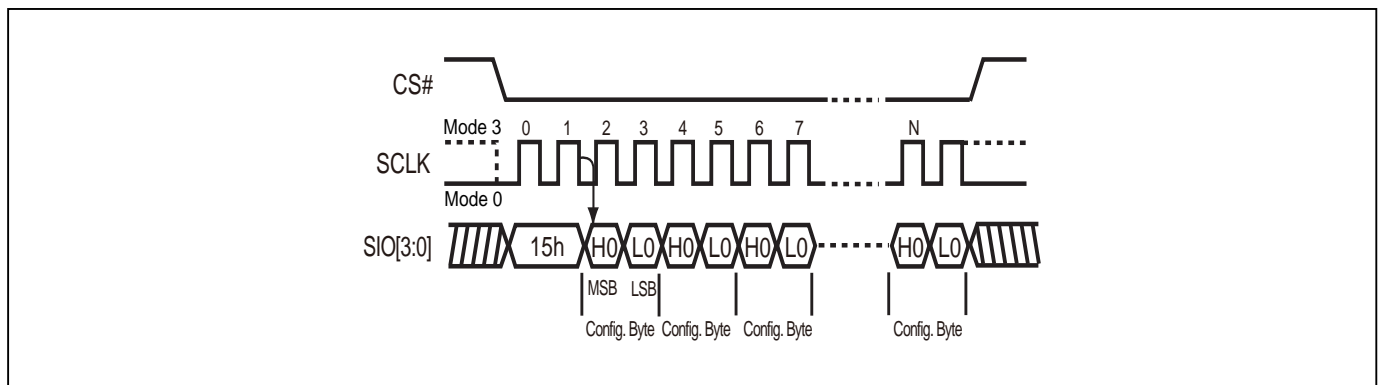 CS#
Mode 3 0 1 2 3 4 5 6 7 N
SCLK
Mode 0
SIO[3:0] 15h H0 L0 H0 L0 H0 L0 H0 L0
MSB LSB
Config. Byte Config. Byte Config. Byte Config. Byte